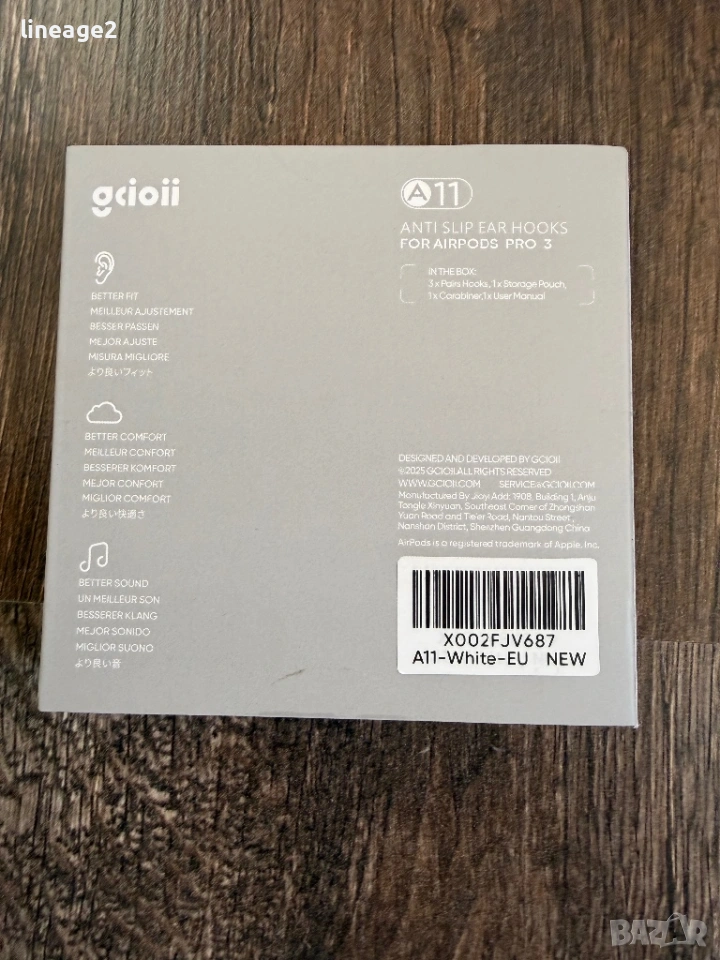 lineage2
gcioii
BETTER FIT
MEILLEUR AJUSTEMENT
BESSER PASSEN
MEJOR AJUSTE
MISURA MIGLIORE
より良いフィット
BETTER COMFORT
MEILLEUR CONFORT
BESSERER KOMFORT
MEJOR CONFORT
MIGLIOR COMFORT
より良い快適さ
BETTER SOUND
UN MEILLEUR SON
BESSERER KLANG
MEJOR SONIDO
MIGLIOR SUONO
より良い音
A11
ANTI SLIP EAR HOOKS
FOR AIRPODS PRO 3
IN THE BOX:
3 x Pairs Hooks, 1 x Storage Pouch,
1 x Carabiner,1 x User Manual
DESIGNED AND DEVELOPED BY GCIOII
©2025 GCIOII.ALL RIGHTS RESERVED
WWW.GCIOII.COM SERVICE@GCIOII.COM
Manufactured By Jiayi Add: 1908, Building 1, Anju
Tongle Xinyuan, Southeast Corner of Zhongshan
Yuan Road and Tie'er Road, Nantou Street,
Nanshan District, Shenzhen Guangdong China
AirPods is a registered trademark of Apple, Inc.
X002FJV687
A11-White-EU NEW
BAZAR